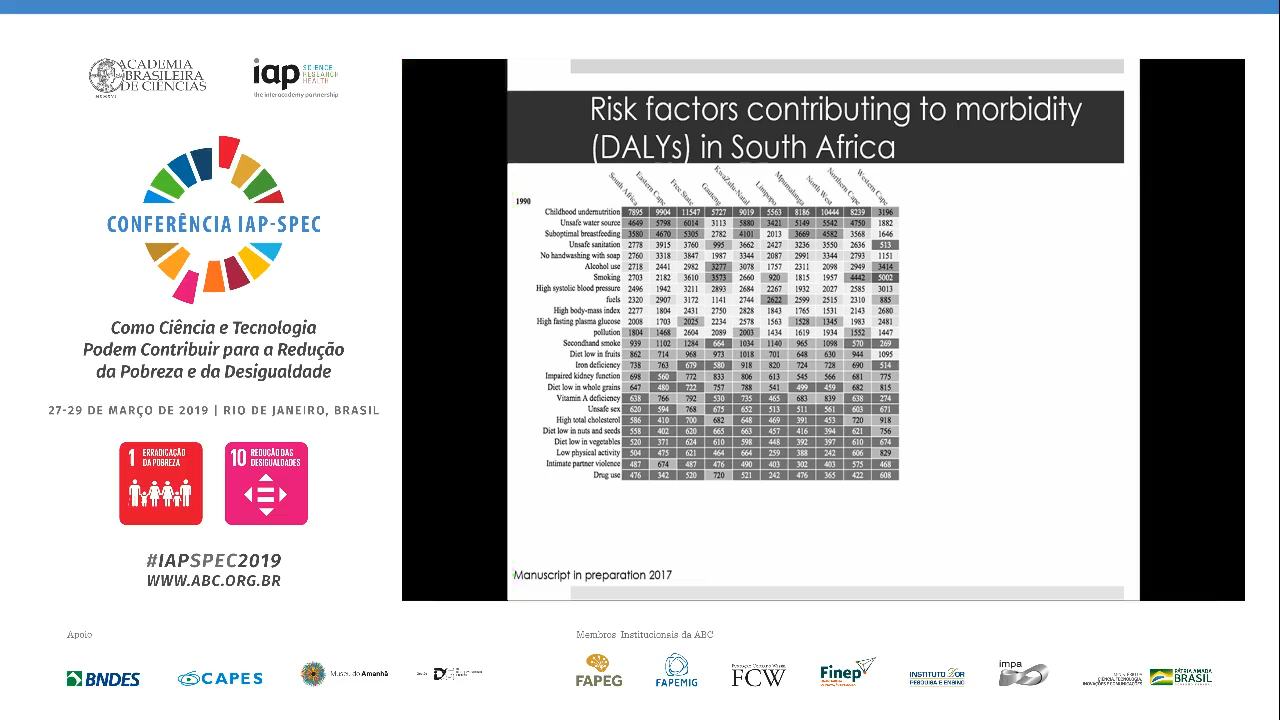 ACADEMIA
BRASILEIRA
DE CIÊNCIAS
iap SCIENCE
RESEARCH
HEALTH
the interacademy partnership
CONFERÊNCIA IAP-SPEC
Como Ciência e Tecnologia
Podem Contribuir para a Redução
da Pobreza e da Desigualdade
27-29 DE MARÇO DE 2019 | RIO DE JANEIRO, BRASIL
1 ERRADICAÇÃO
DA POBREZA
10 REDUÇÃO DAS
DESIGUALDADES
#IAPSPEC2019
WWW.ABC.ORG.BR
Risk factors contributing to morbidity
(DALYs) in South Africa
1990
South Africa Eastern Cape Free State Gauteng KwaZulu-Natal Limpopo Mpumalanga North West Northern Cape Western Cape
Childhood undernutrition 7895 9904 11547 5727 9019 5563 8186 10444 8239 3196
Unsafe water source 4649 5798 6014 3113 5880 3421 5149 5542 4750 1882
Suboptimal breastfeeding 3580 4670 5305 2782 4101 2013 3669 4582 3568 1646
Unsafe sanitation 2778 3915 3760 995 3662 2427 3236 3550 2636 513
No handwashing with soap 2760 3318 3847 1987 3344 2087 2991 3344 2793 1151
Alcohol use 2718 2441 2982 3277 3078 1757 2311 2098 2949 3414
Smoking 2703 2182 3610 3573 2660 920 1815 1957 4442 5002
High systolic blood pressure 2496 1942 3211 2893 2684 2267 1932 2027 2585 3013
fuels 2320 2907 3172 1141 2744 2622 2599 2515 2310 885
High body-mass index 2277 1804 2431 2750 2828 1843 1765 1531 2143 2680
High fasting plasma glucose 2008 1703 2025 2234 2578 1563 1528 1345 1983 2481
pollution 1804 1468 2604 2089 2003 1434 1619 1934 1552 1447
Secondhand smoke 939 1102 1284 664 1034 1140 965 1098 570 269
Diet low in fruits 862 714 968 973 1018 701 648 630 944 1095
Iron deficiency 738 763 679 580 918 820 724 728 690 514
Impaired kidney function 698 560 772 833 806 613 545 566 681 775
Diet low in whole grains 647 480 722 757 788 541 499 459 682 815
Vitamin A deficiency 638 766 792 530 735 465 683 839 638 274
Unsafe sex 620 594 768 675 652 513 511 561 603 671
High total cholesterol 586 410 700 682 648 469 391 453 720 918
Diet low in nuts and seeds 558 402 620 665 663 457 416 394 621 756
Diet low in vegetables 520 371 624 610 598 448 392 397 610 674
Low physical activity 504 475 621 464 664 259 388 242 606 829
Intimate partner violence 487 674 487 476 490 403 302 403 575 468
Drug use 476 342 520 720 521 242 476 365 422 608
Manuscript in preparation 2017
Apoio
Membros Institucionais da ABC
BNDES
CAPES
Museu do Amanhã
FAPEG
FAPEMIG
FCW
Finep
INSTITUTO D'OR
PESQUISA E ENSINO
impa
PÁTRIA AMADA
BRASIL